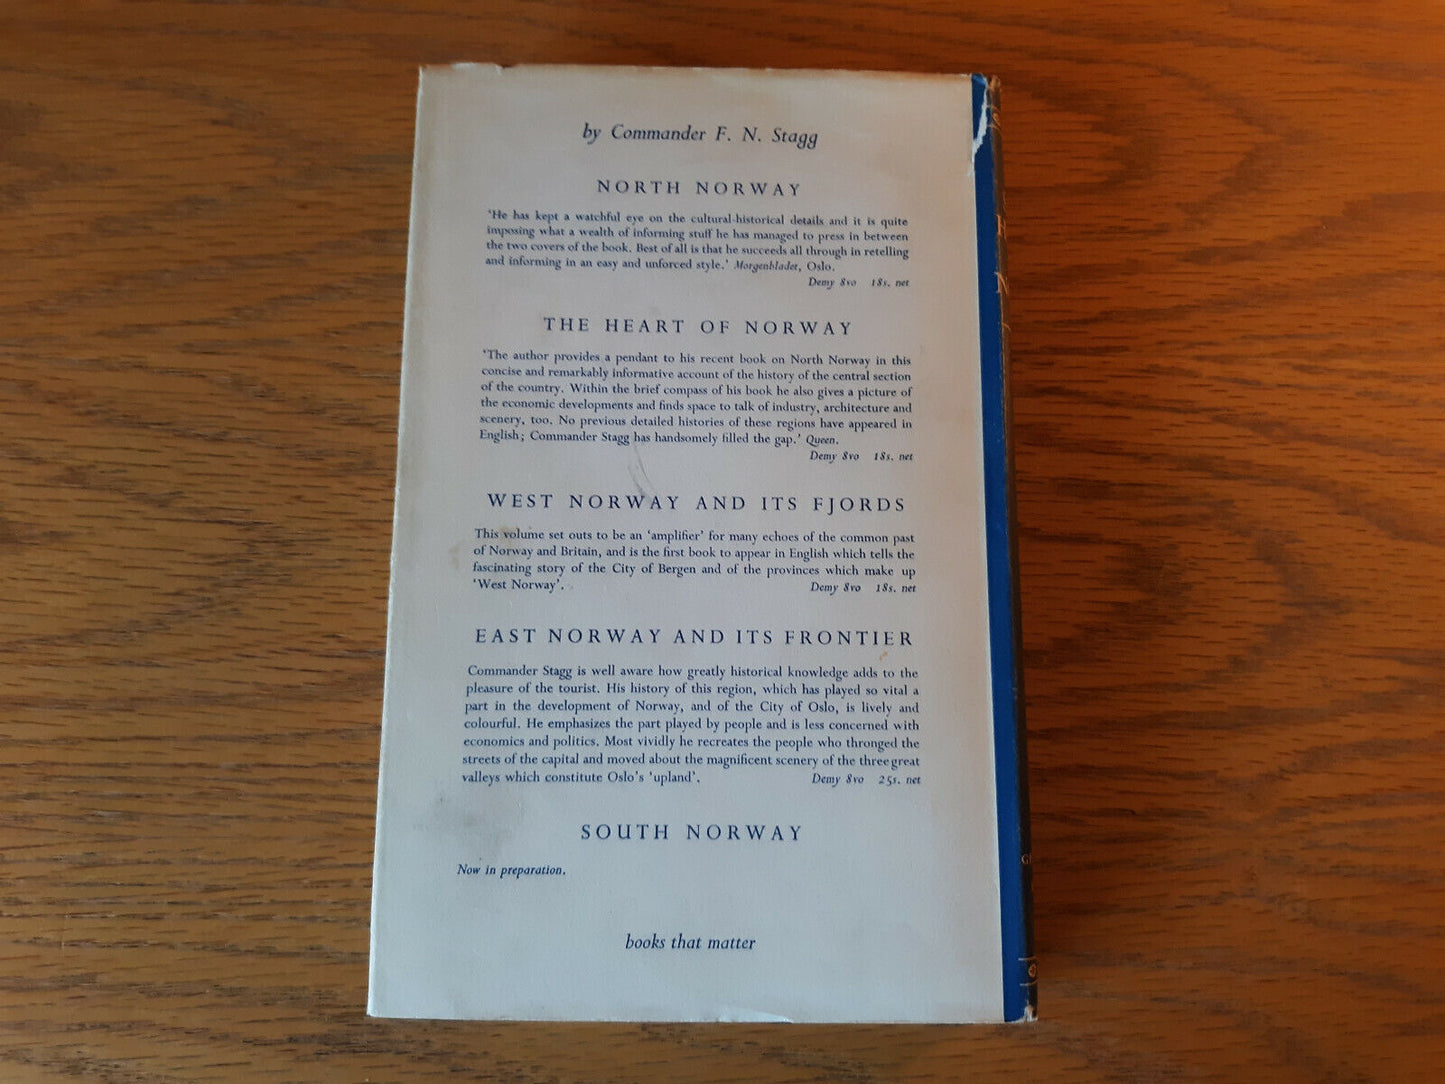 by Commander F. N. Stagg
NORTH NORWAY
'He has kept a watchful eye on the cultural-historical details and it is quite
imposing what a wealth of informing stuff he has managed to press in between
the two covers of the book. Best of all is that he succeeds all through in retelling
and informing in an easy and unforced style.' Morgenbladet, Oslo.
Demy 8vo 18s. net
THE HEART OF NORWAY
'The author provides a pendant to his recent book on North Norway in this
concise and remarkably informative account of the history of the central section
of the country. Within the brief compass of his book he also gives a picture of
the economic developments and finds space to talk of industry, architecture and
scenery, too. No previous detailed histories of these regions have appeared in
English; Commander Stagg has handsomely filled the gap.' Queen.
Demy 8vo 18s. net
WEST NORWAY AND ITS FJORDS
This volume set outs to be an 'amplifier' for many echoes of the common past
of Norway and Britain, and is the first book to appear in English which tells the
fascinating story of the City of Bergen and of the provinces which make up
'West Norway'. Demy 8vo 18s. net
EAST NORWAY AND ITS FRONTIER
Commander Stagg is well aware how greatly historical knowledge adds to the
pleasure of the tourist. His history of this region, which has played so vital a
part in the development of Norway, and of the City of Oslo, is lively and
colourful. He emphasizes the part played by people and is less concerned with
economics and politics. Most vividly he recreates the people who thronged the
streets of the capital and moved about the magnificent scenery of the three great
valleys which constitute Oslo's 'upland'. Demy 8vo 25s. net
SOUTH NORWAY
Now in preparation.
books that matter